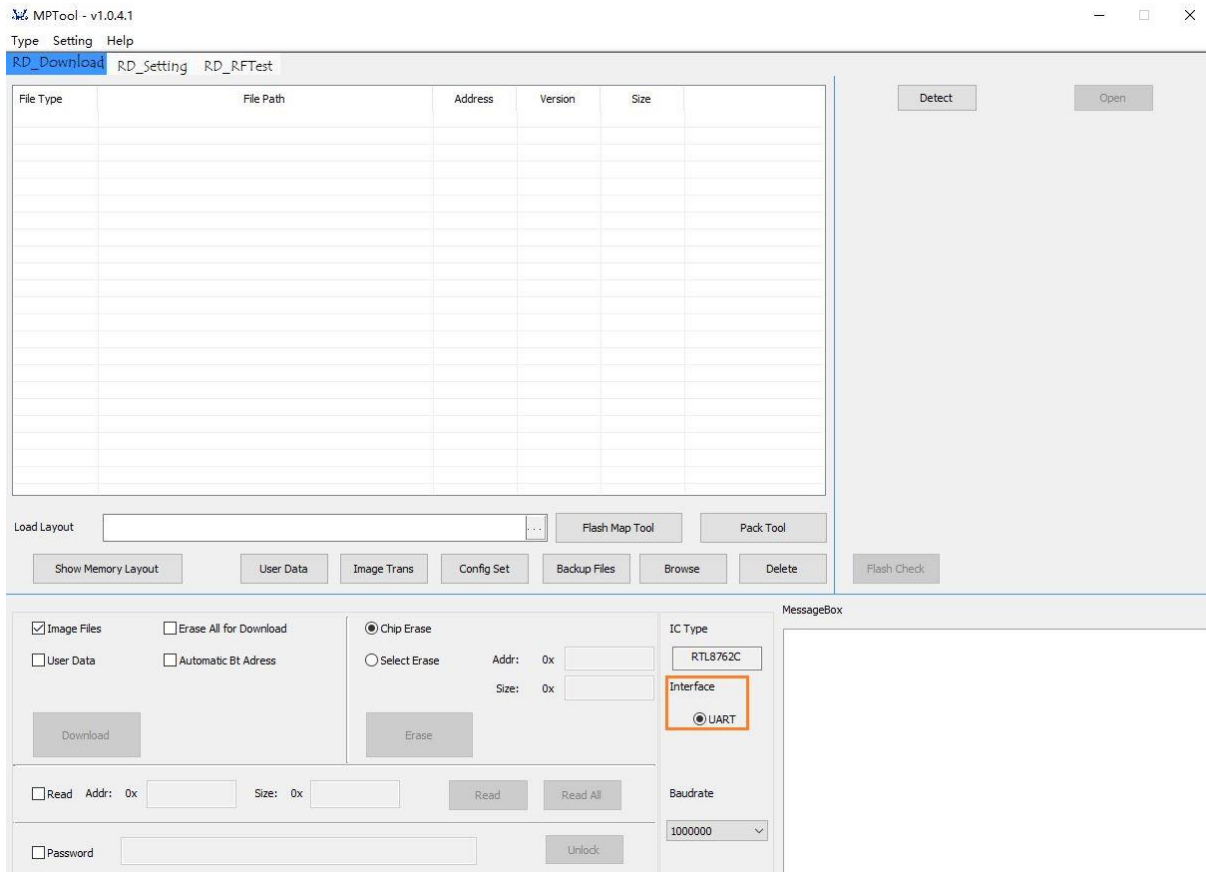 MPTool - v1.0.4.1
Type Setting Help
RD_Download RD_Setting RD_RFTest
File Type File Path Address Version Size
Detect Open
Load Layout ... Flash Map Tool Pack Tool
Show Memory Layout User Data Image Trans Config Set Backup Files Browse Delete Flash Check
MessageBox
Image Files Erase All for Download Chip Erase IC Type
User Data Automatic Bt Adress Select Erase Addr: 0x RTL8762C
Size: 0x Interface
UART
Download Erase
Read Addr: 0x Size: 0x Read Read All Baudrate
1000000
Password Unlock